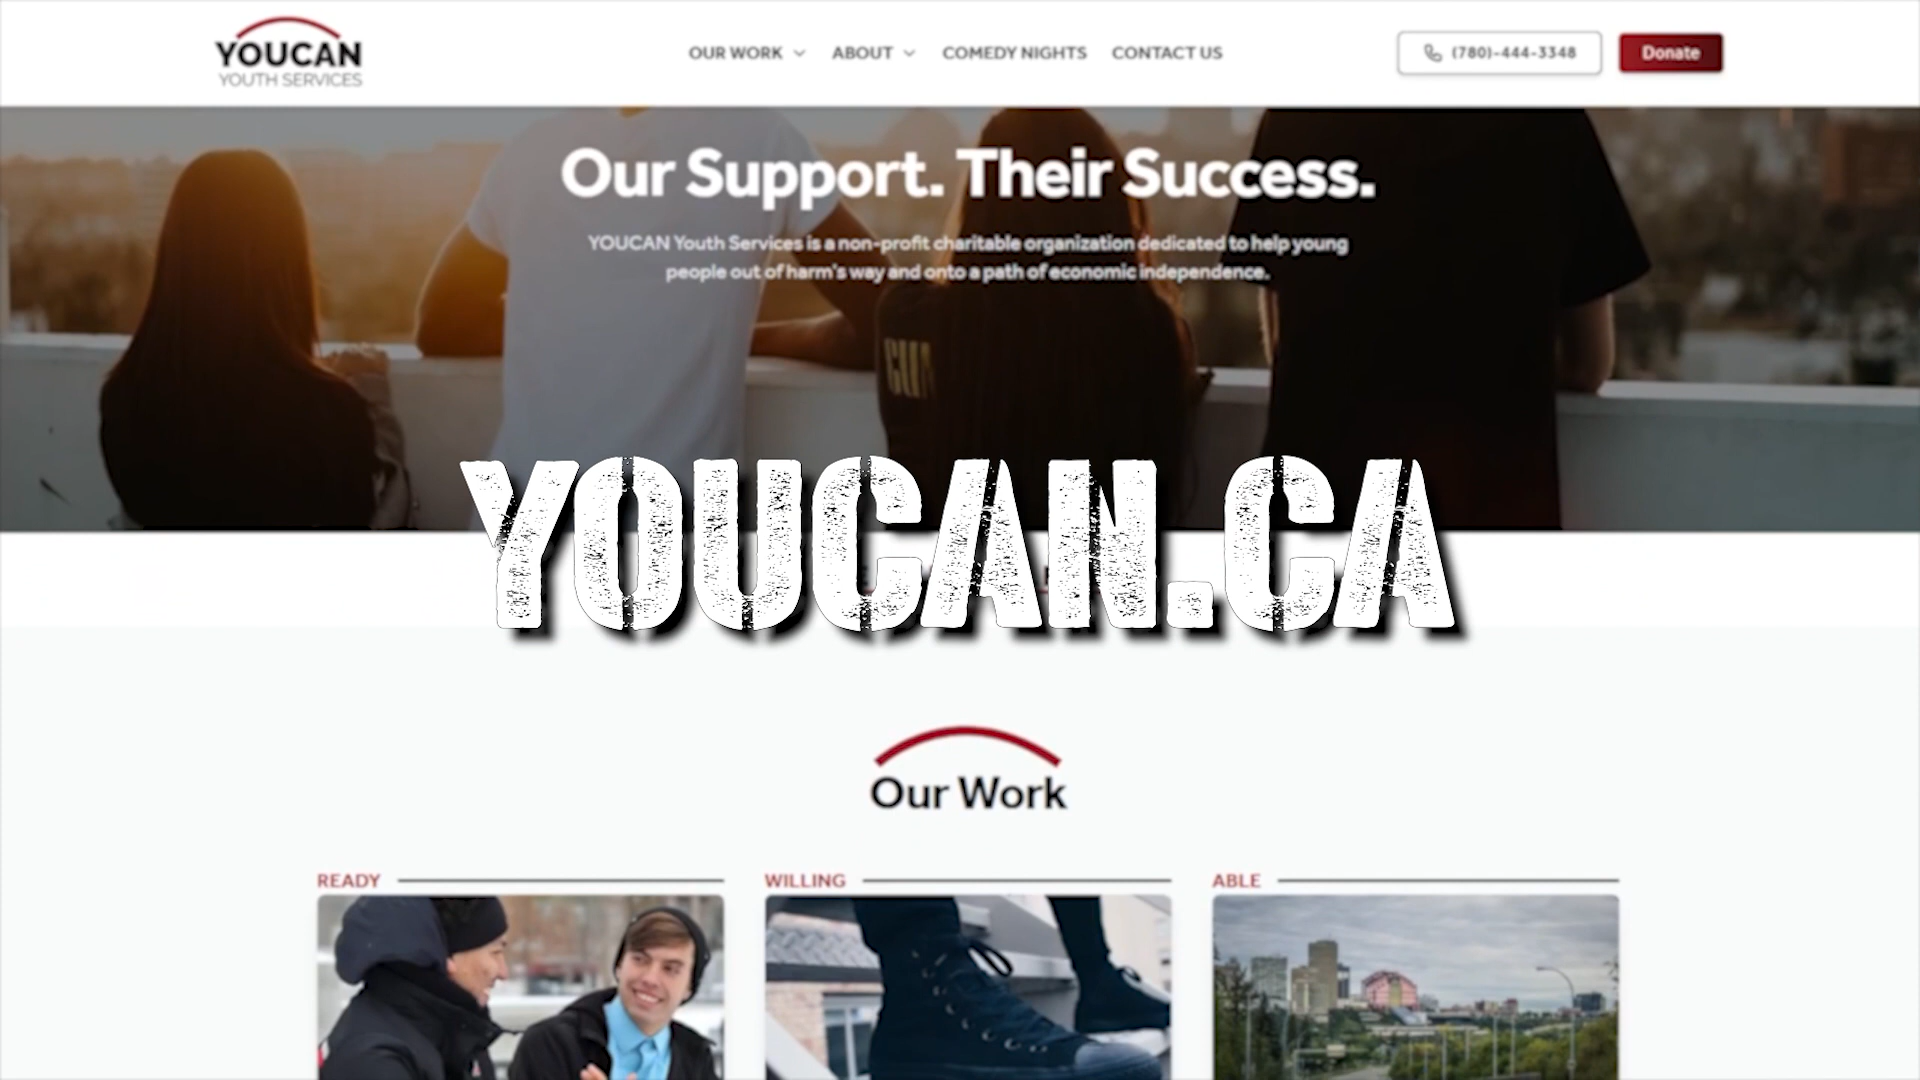 YOUCAN
YOUTH SERVICES
OUR WORK
ABOUT
COMEDY NIGHTS
CONTACT US
(780)-444-3348
Donate
Our Support. Their Success.
YOUCAN Youth Services is a non-profit charitable organization dedicated to help young
people out of harm's way and onto a path of economic independence.
YOUCAN.CA
Our Work
READY
WILLING
ABLE